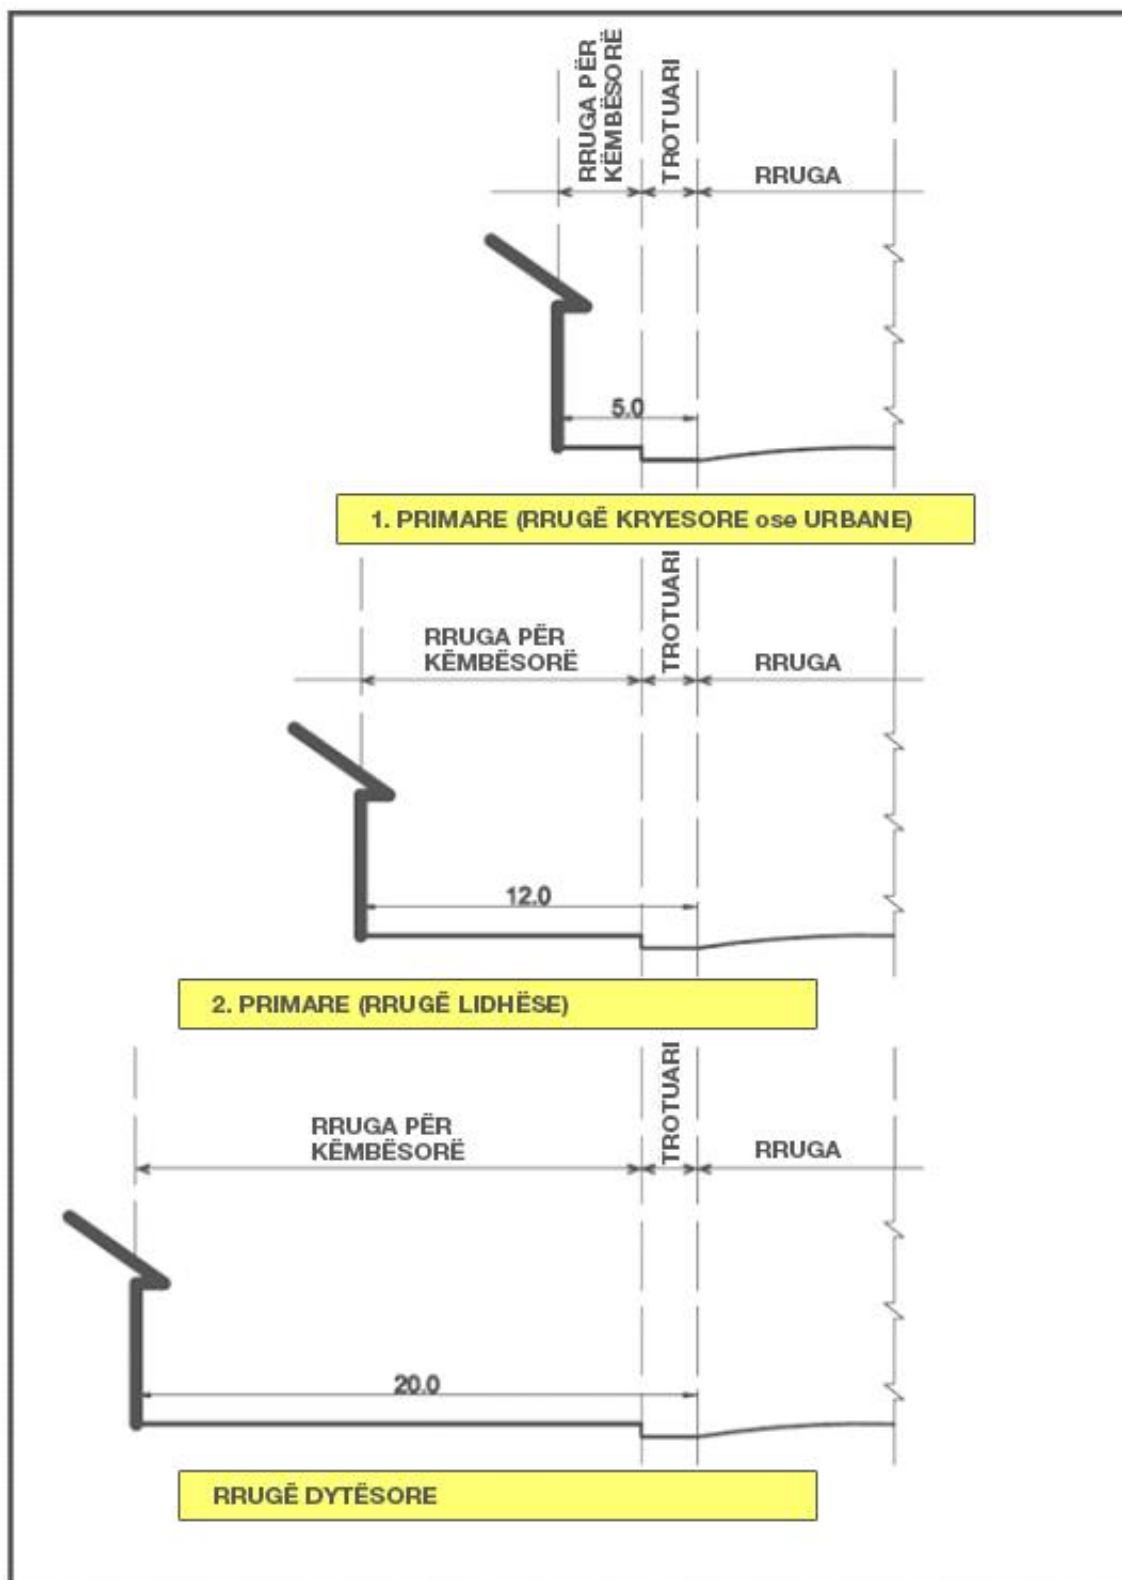 RRUGA PËR
KËMBËSORË
TROTUARI
RRUGA
5.0
1. PRIMARE (RRUGË KRYESORE ose URBANE)
RRUGA PËR
KËMBËSORË
TROTUARI
RRUGA
12.0
2. PRIMARE (RRUGË LIDHËSE)
RRUGA PËR
KËMBËSORË
TROTUARI
RRUGA
20.0
RRUGË DYTËSORE